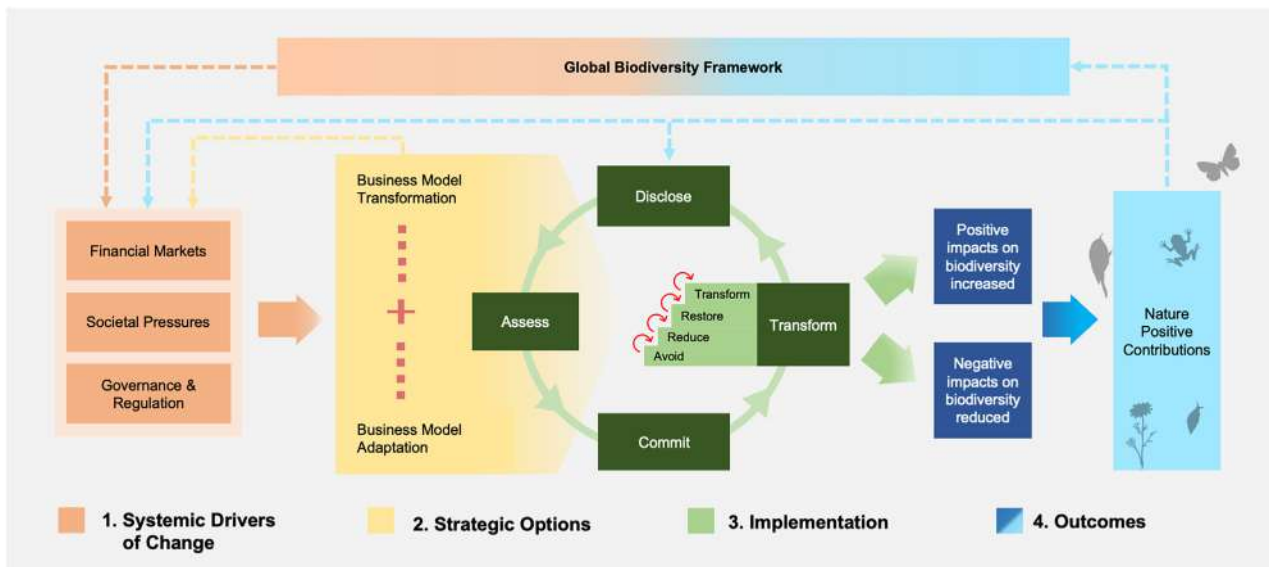 Global Biodiversity Framework
Financial Markets
Societal Pressures
Governance &
Regulation
Business Model
Transformation
Business Model
Adaptation
Disclose
Assess
Commit
Transform
Transform
Restore
Reduce
Avoid
Positive
impacts on
biodiversity
increased
Negative
impacts on
biodiversity
reduced
Nature
Positive
Contributions
1. Systemic Drivers
of Change
2. Strategic Options
3. Implementation
4. Outcomes